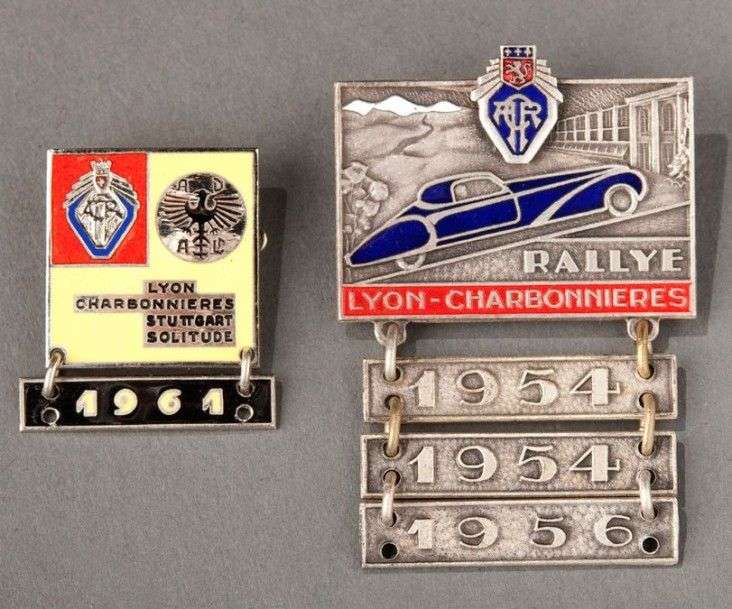 A D
A C
LYON
CHARBONNIERES
STUTTGART
SOLITUDE
1961
RALLYE
LYON-CHARBONNIERES
1954
1954
1956